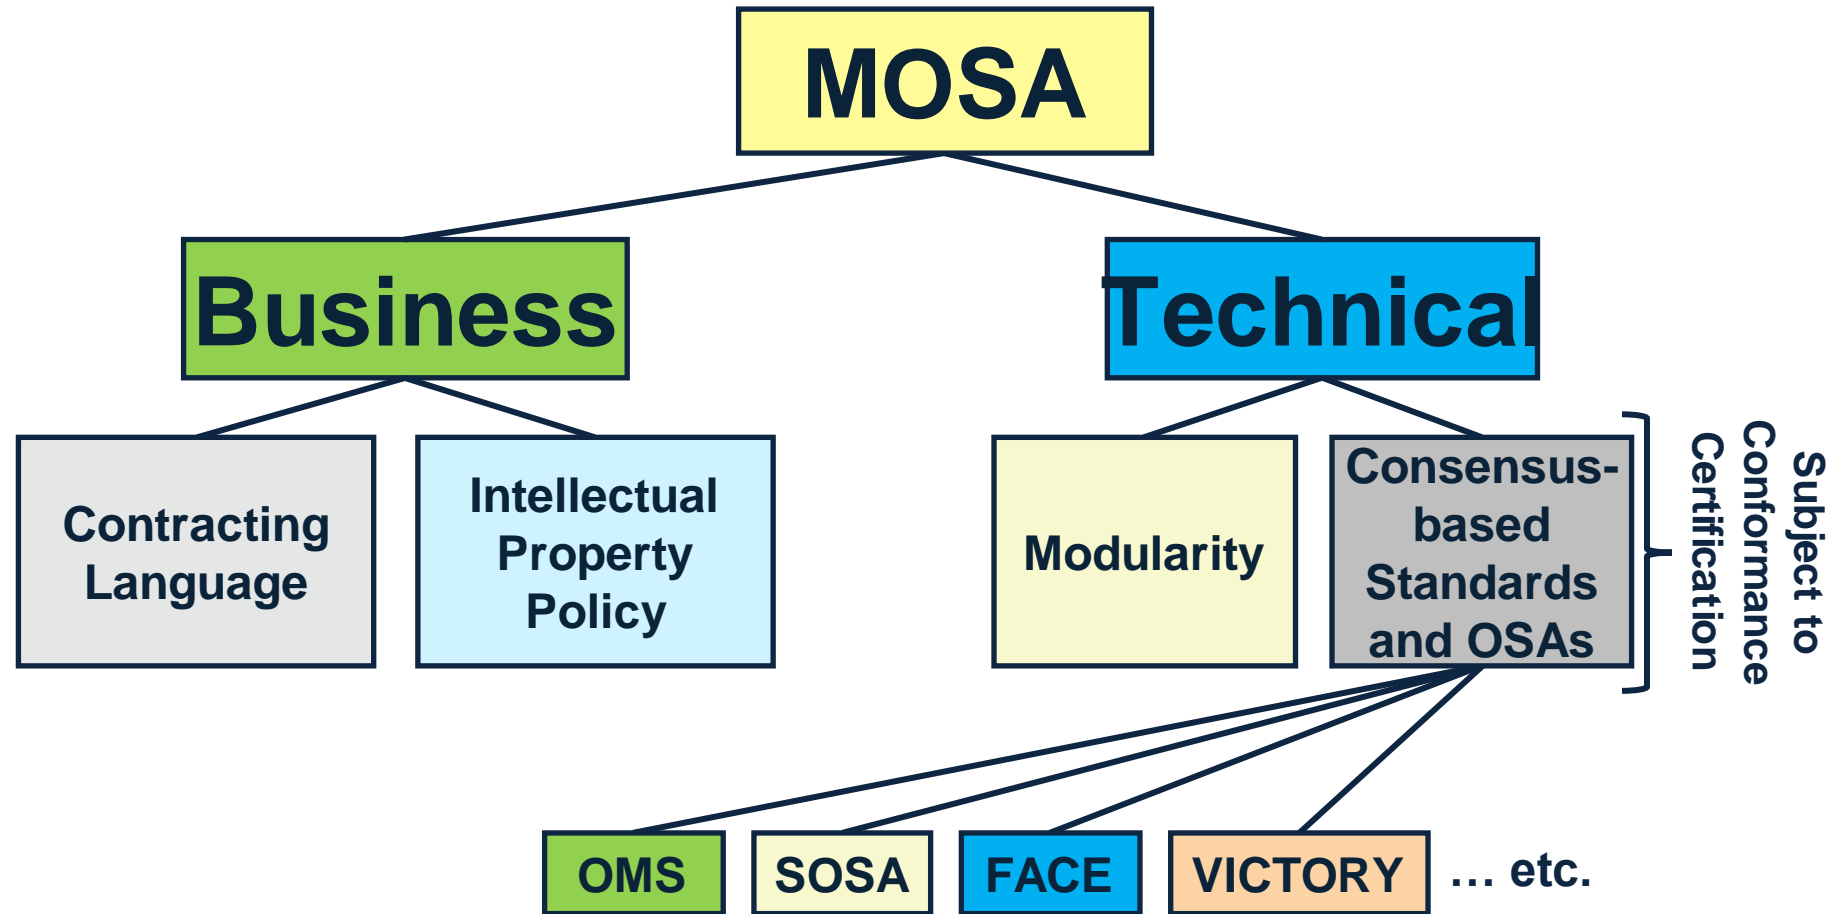 MOSA
Business
Technical
Contracting
Language
Intellectual
Property
Policy
Modularity
Consensus-
based
Standards
and OSAs
Subject to
Conformance
Certification
OMS
SOSA
FACE
VICTORY
... etc.